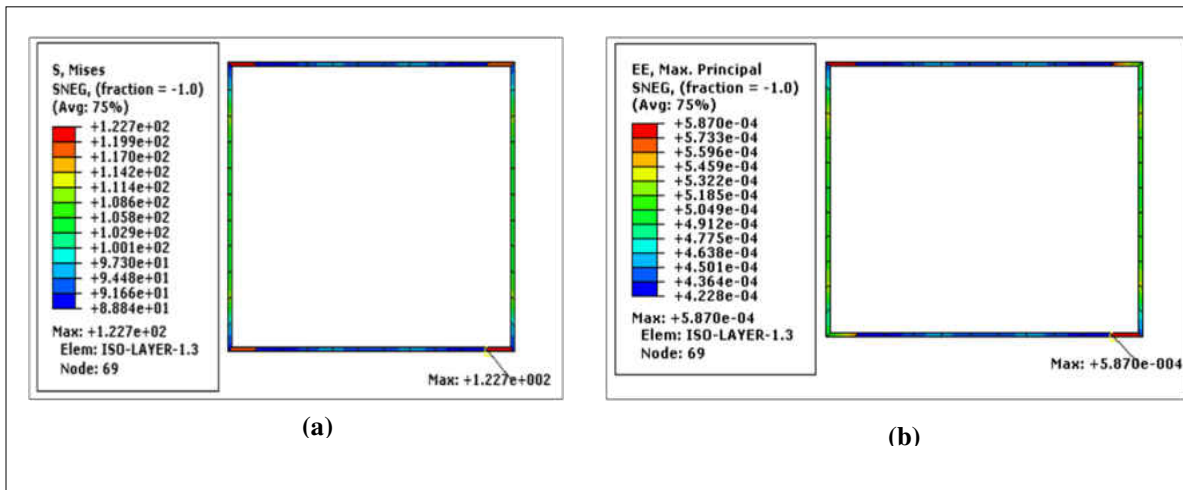 S, Mises
SNEG, (fraction = -1.0)
(Avg: 75%)
+1.227e+02
+1.199e+02
+1.170e+02
+1.142e+02
+1.114e+02
+1.086e+02
+1.058e+02
+1.029e+02
+1.001e+02
+9.730e+01
+9.448e+01
+9.166e+01
+8.884e+01
Max: +1.227e+02
Elem: ISO-LAYER-1.3
Node: 69
Max: +1.227e+002
(a)
EE, Max. Principal
SNEG, (fraction = -1.0)
(Avg: 75%)
+5.870e-04
+5.733e-04
+5.596e-04
+5.459e-04
+5.322e-04
+5.185e-04
+5.049e-04
+4.912e-04
+4.775e-04
+4.638e-04
+4.501e-04
+4.364e-04
+4.228e-04
Max: +5.870e-04
Elem: ISO-LAYER-1.3
Node: 69
Max: +5.870e-004
(b)